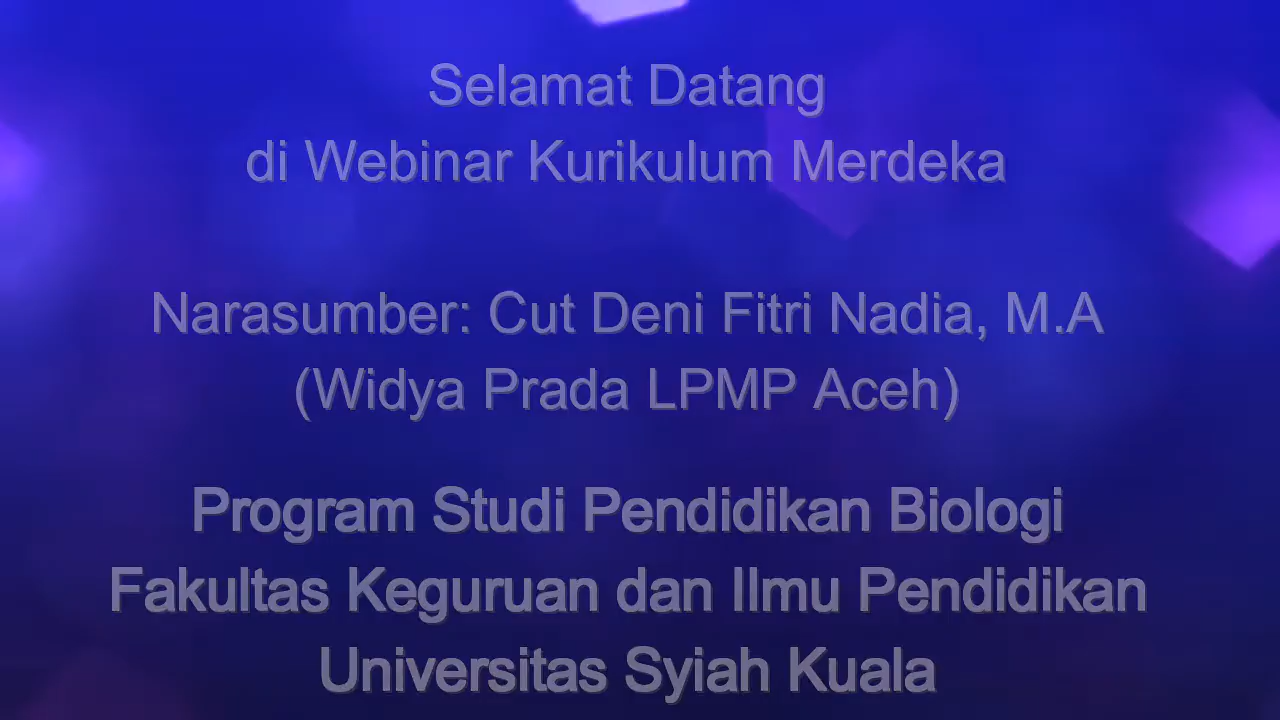 Selamat Datang
di Webinar Kurikulum Merdeka
Narasumber: Cut Deni Fitri Nadia, M.A
(Widya Prada LPMP Aceh)
Program Studi Pendidikan Biologi
Fakultas Keguruan dan Ilmu Pendidikan
Universitas Syiah Kuala